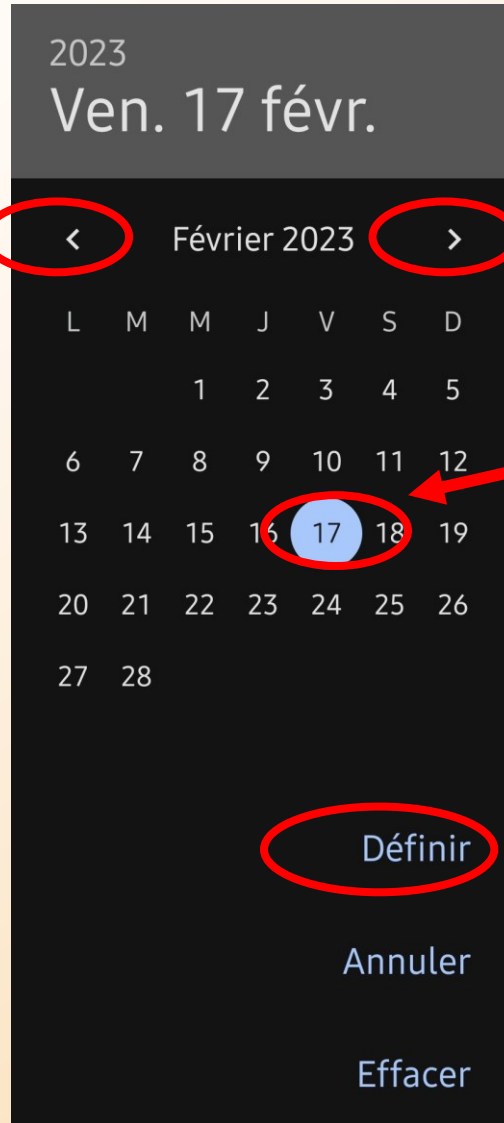 2023
Ven. 17 févr.
< Février 2023 >
L M M J V S D
1 2 3 4 5
6 7 8 9 10 11 12
13 14 15 16 17 18 19
20 21 22 23 24 25 26
27 28
Définir
Annuler
Effacer